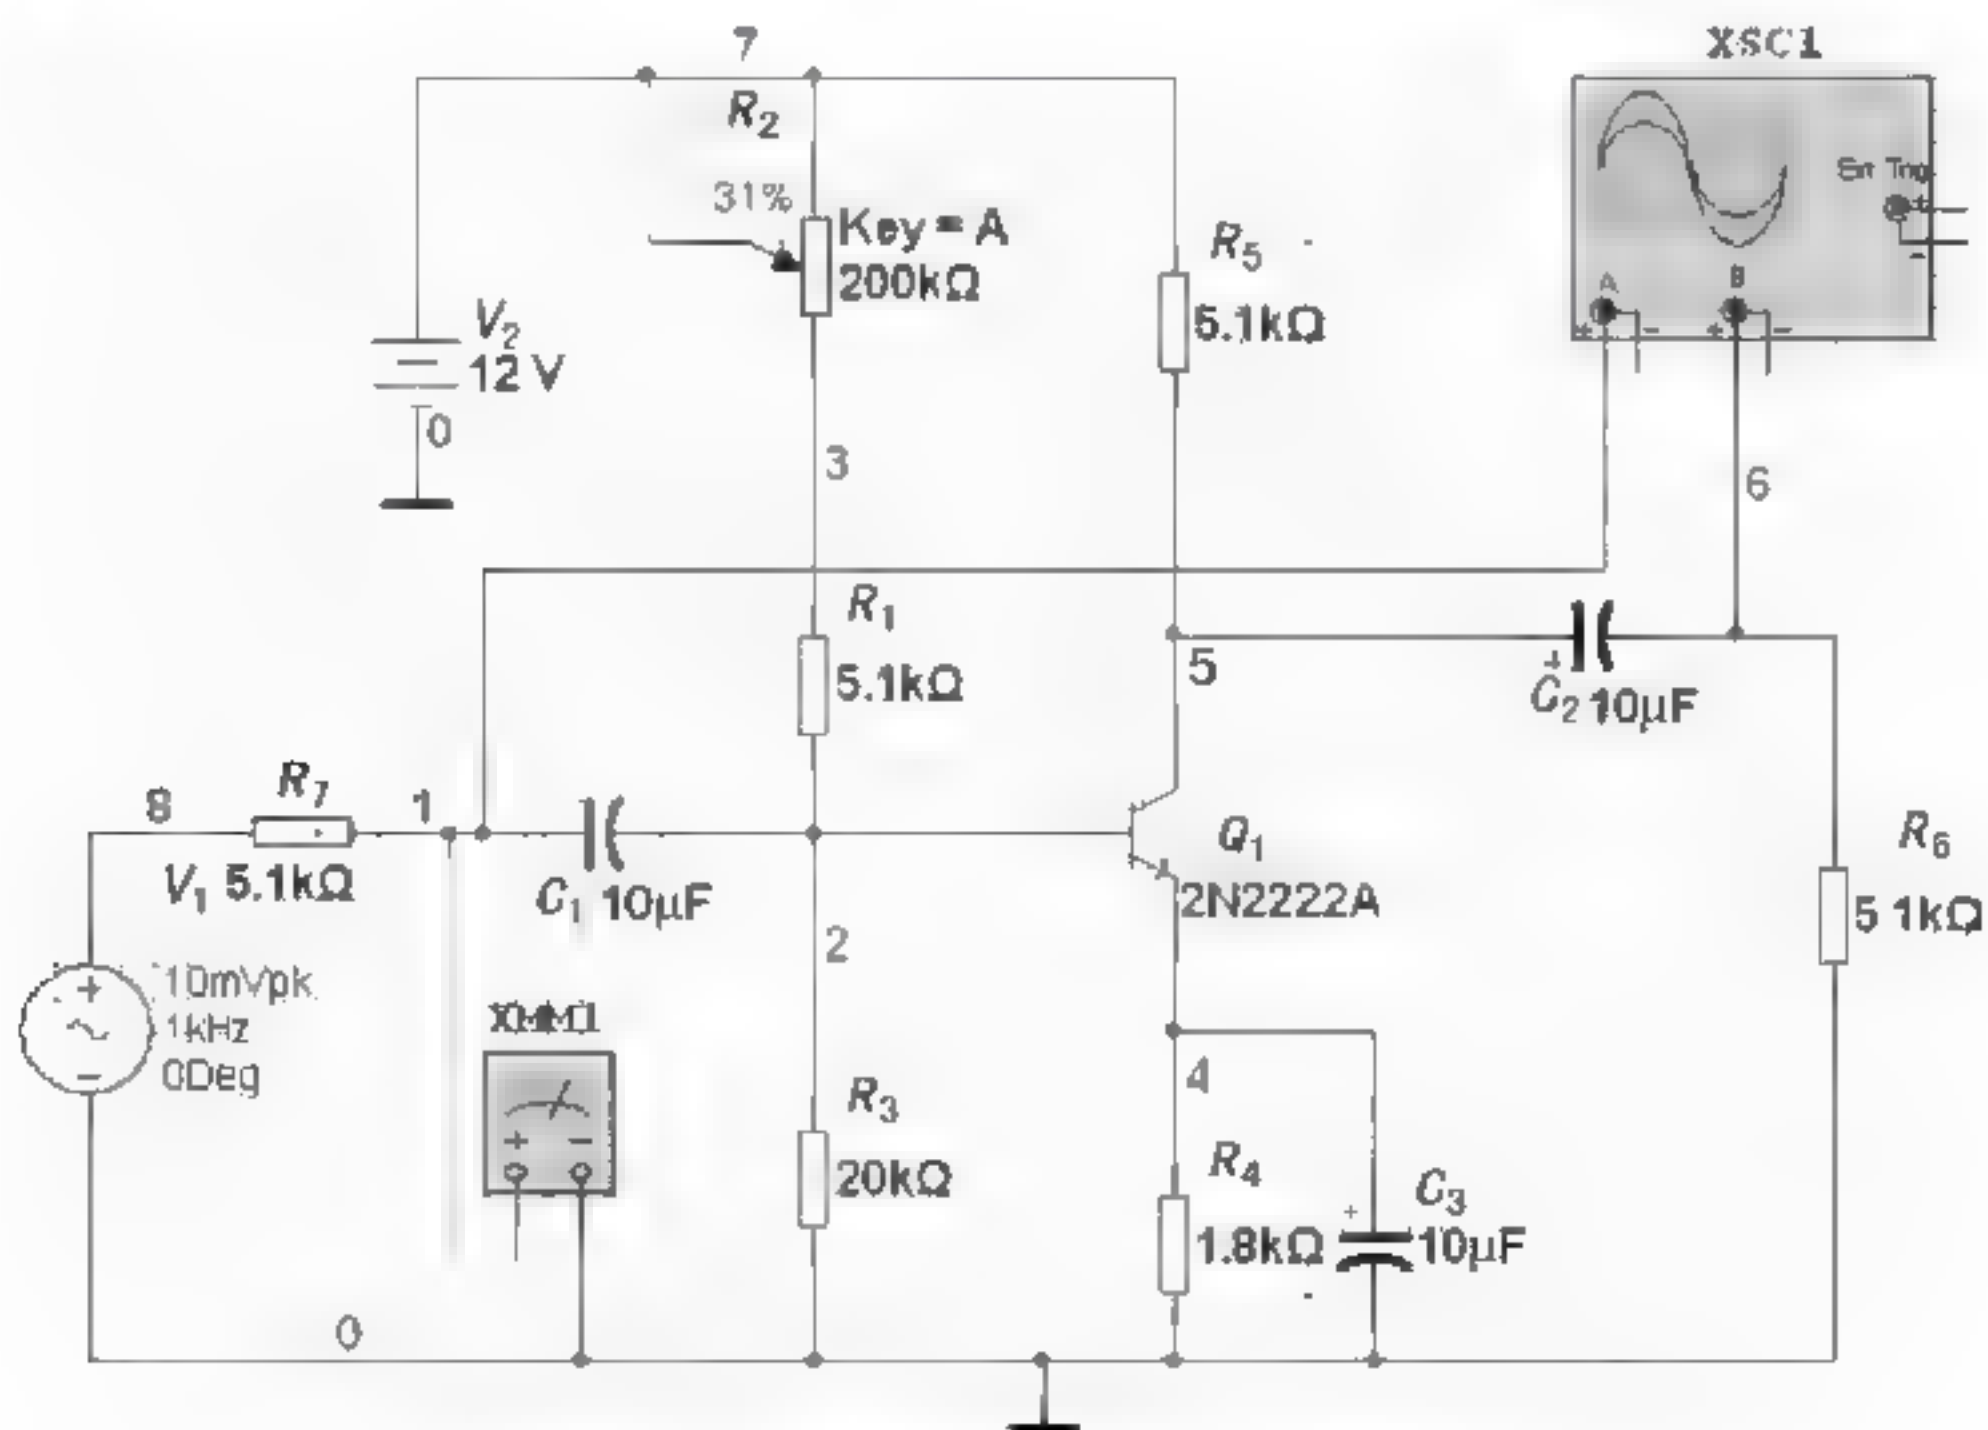 7
XSC1
R2
31%
Key = A
200kΩ
R5
5.1kΩ
A
B
V2
12 V
0
3
6
R1
5.1kΩ
5
C2 10μF
8
R7
1
V1 5.1kΩ
C1 10μF
Q1
2N2222A
R6
5 1kΩ
2
10mVpk
1kHz
0Deg
XMM1
4
R3
20kΩ
R4
1.8kΩ
C3
10μF
0